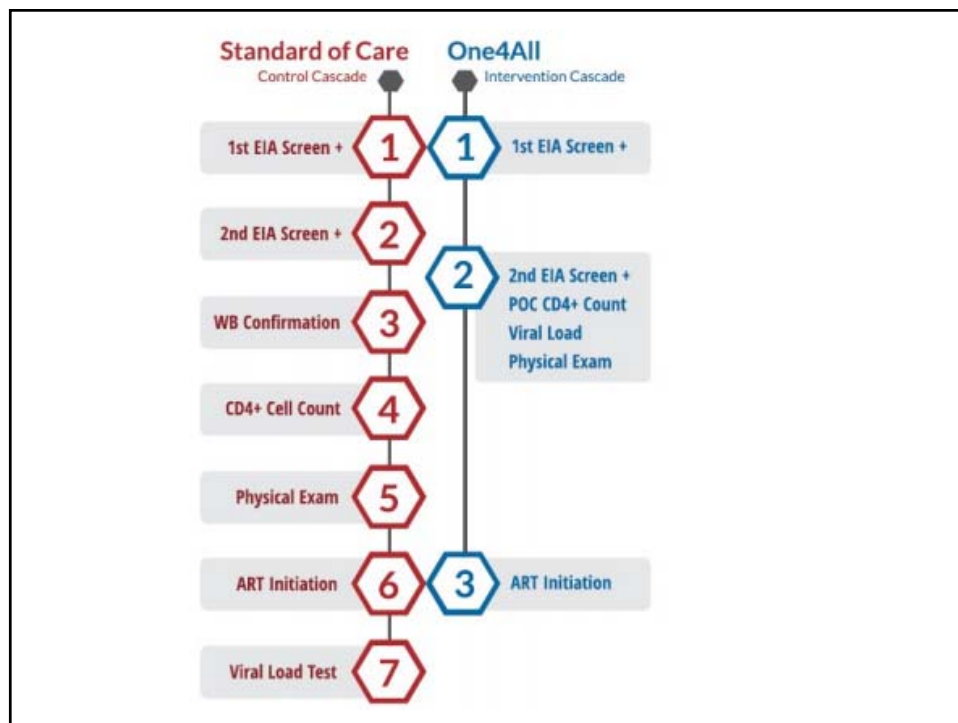 Standard of Care
Control Cascade
One4All
Intervention Cascade
1st EIA Screen +
1
1
1st EIA Screen +
2nd EIA Screen +
2
2
2nd EIA Screen +
POC CD4+ Count
Viral Load
Physical Exam
WB Confirmation
3
CD4+ Cell Count
4
Physical Exam
5
ART Initiation
6
3
ART Initiation
Viral Load Test
7